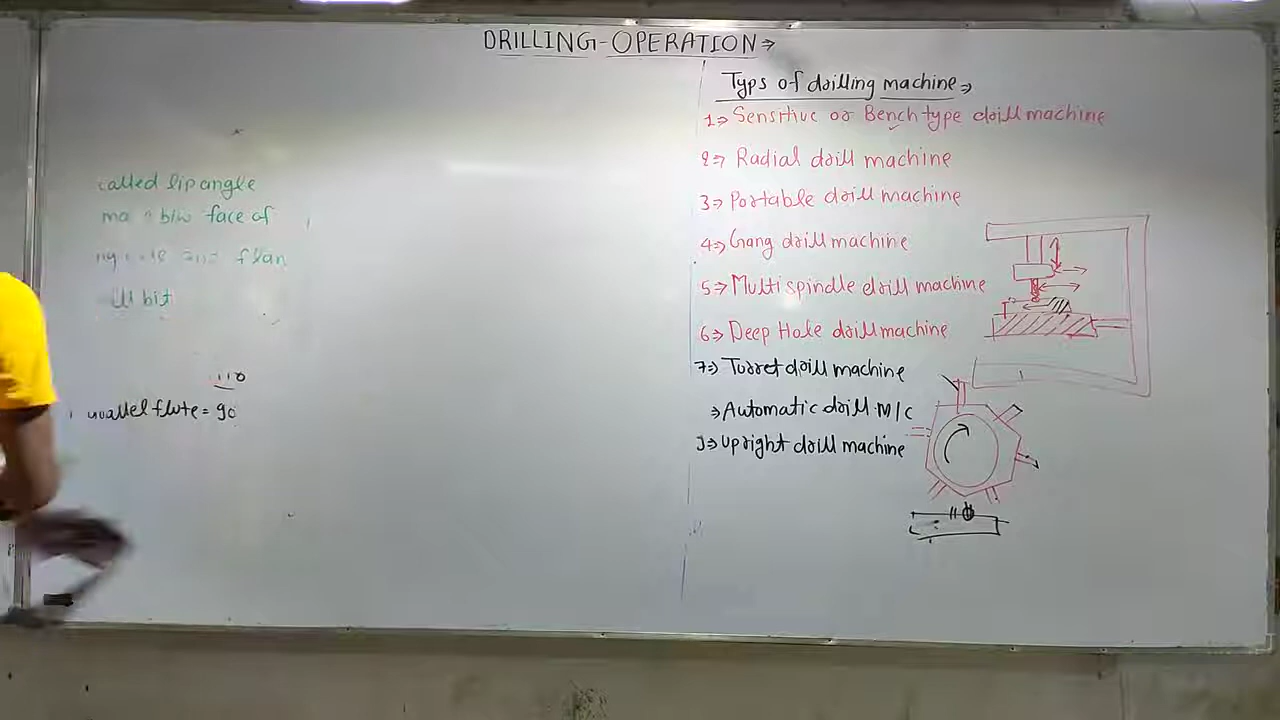 DRILLING-OPERATION⇒
called lip angle
b/w face of
flan
bit
110
flute = 90
Typs of drilling machine⇒
1⇒ Sensitive or Bench type drill machine
2⇒ Radial drill machine
3⇒ Portable drill machine
4⇒ Gang drill machine
5⇒ Multi spindle drill machine
6⇒ Deep Hole drill machine
7⇒ Turret drill machine
⇒ Automatic drill M/C
9⇒ Upright drill machine